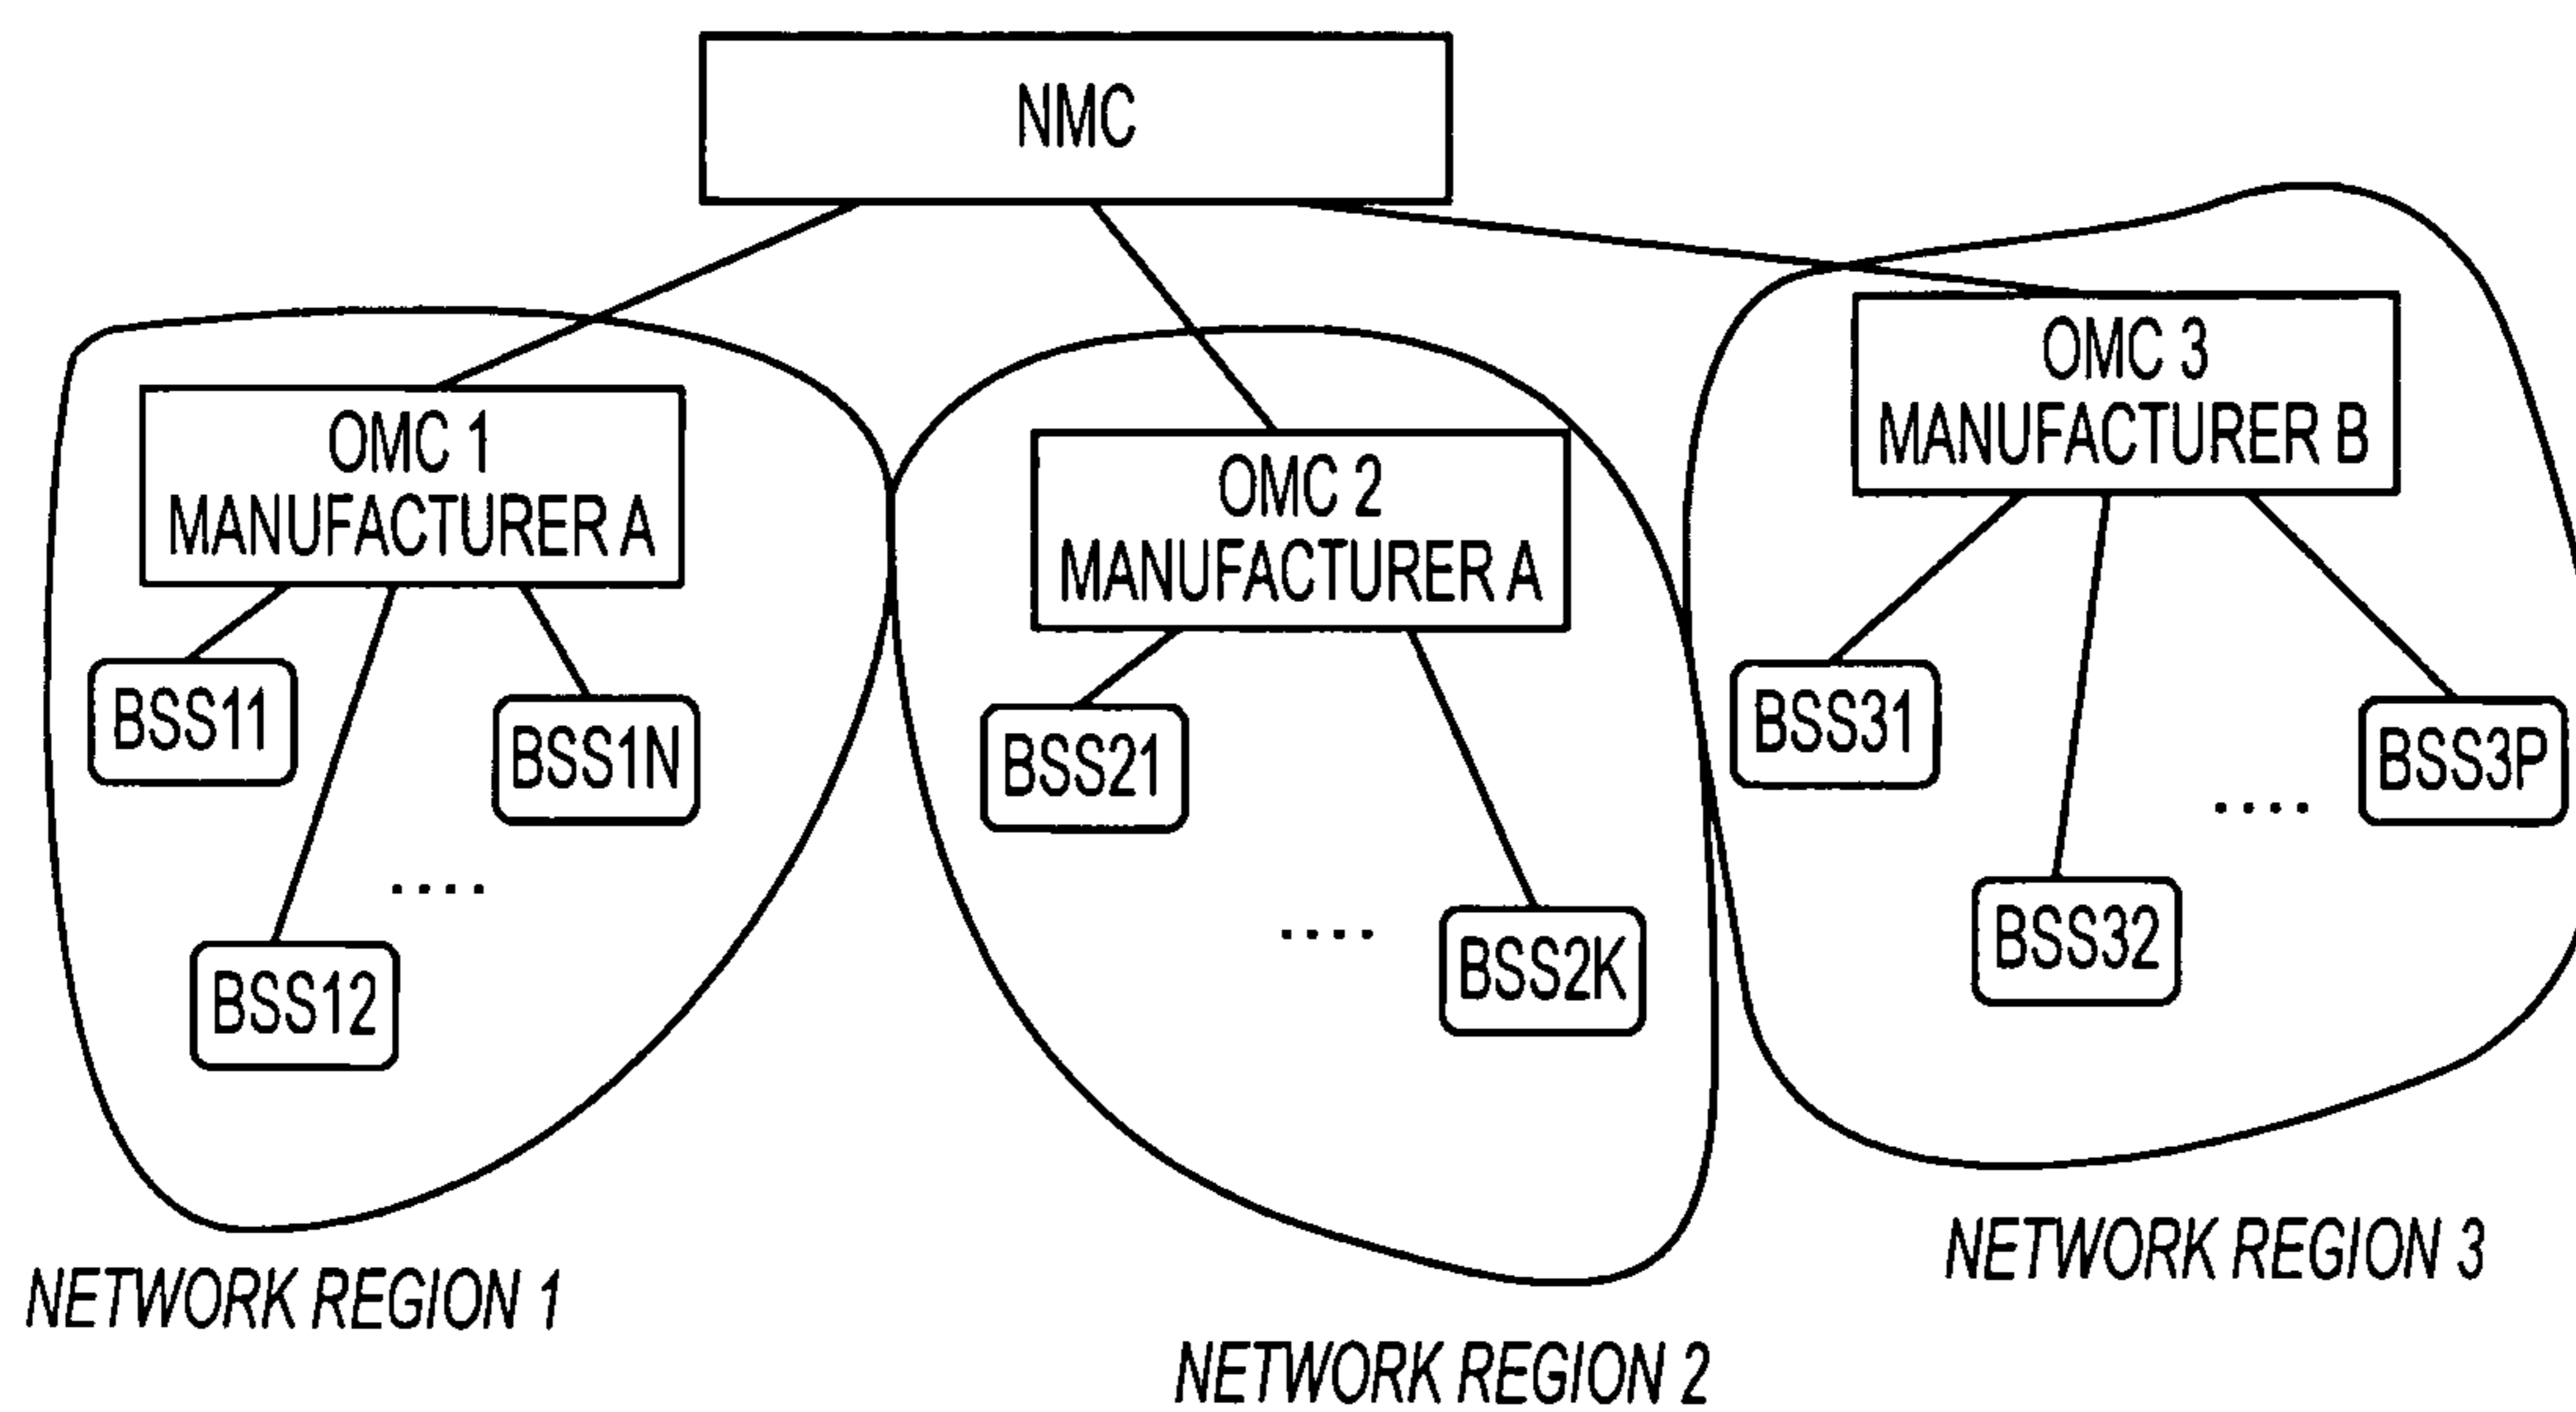 NMC
OMC 1
MANUFACTURER A
BSS11
BSS12
....
BSS1N
NETWORK REGION 1
OMC 2
MANUFACTURER A
BSS21
....
BSS2K
NETWORK REGION 2
OMC 3
MANUFACTURER B
BSS31
BSS32
....
BSS3P
NETWORK REGION 3